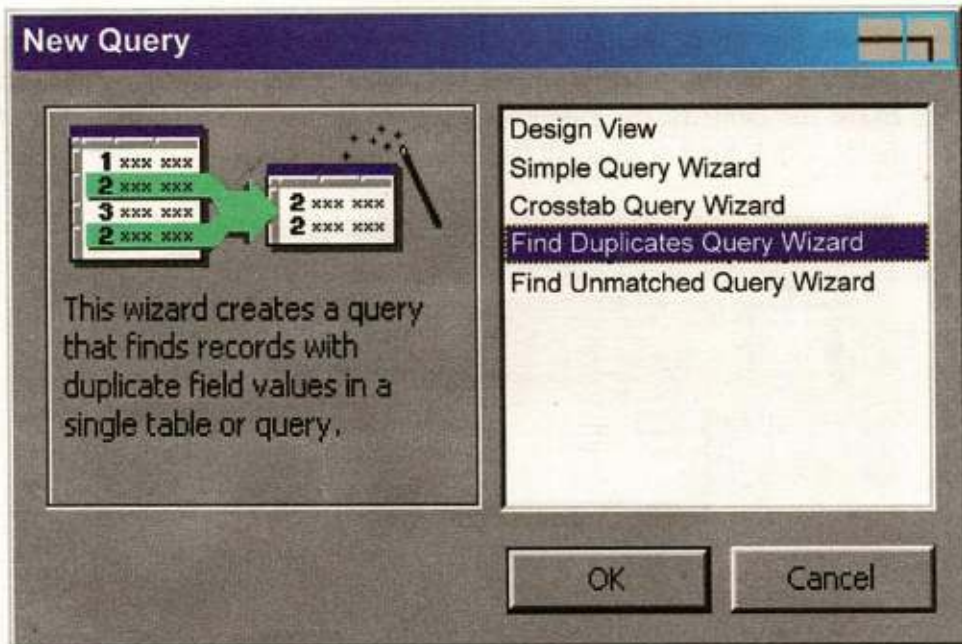 New Query
1 xxx xxx
2 xxx xxx
3 xxx xxx
2 xxx xxx
2 xxx xxx
2 xxx xxx
This wizard creates a query
that finds records with
duplicate field values in a
single table or query.
Design View
Simple Query Wizard
Crosstab Query Wizard
Find Duplicates Query Wizard
Find Unmatched Query Wizard
OK
Cancel